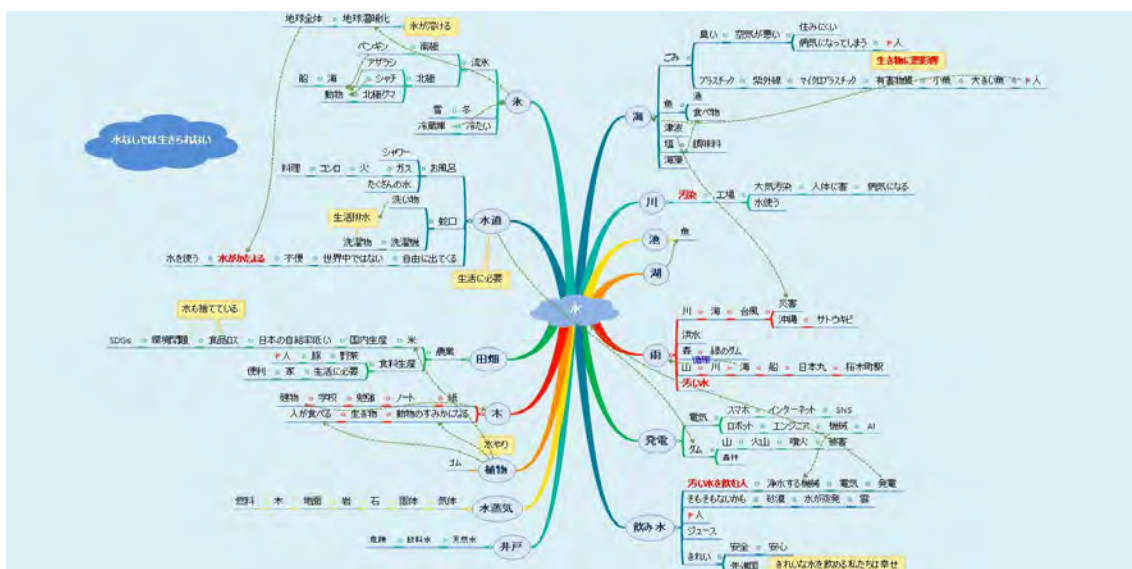 地球全体 地球温暖化 水が溶ける
ペンギン 南極
アザラシ 流氷
船 海 シャチ 北極
動物 北極グマ
氷
雪 冬
冷蔵庫 冷たい
水なしでは生きられない
シャワー
料理 コンロ 火 ガス お風呂
たくさんの水
洗い物
生活排水 蛇口 水道
洗濯物 洗濯機
水を使う 水がかたよる 不便 世界中ではない 自由に出てくる
生活に必要
水
水も捨てている
SDGs 環境問題 食品ロス 日本の自給率低い 国内生産 米
農業 田畑
人 豚 野菜 食料生産
便利 家 生活に必要
建物 学校 勉強 ノート 紙
木
人が食べる 生き物 動物のすみかになる
水やり
ゴム 植物
燃料 木 地面 岩 石 固体 気体 水蒸気
危険 飲料水 天然水 井戸
臭い 空気が悪い 住みにくい
病気になってしまう 人
ごみ 生き物に悪影響
プラスチック 紫外線 マイクロプラスチック 有害物質 小魚 大きい魚 人
海
魚 漁
食べ物
津波
塩 調味料
海藻
川 汚染 工場 大気汚染 人体に害 病気になる
水使う
池 魚
湖
雨
川 海 台風 災害
沖縄 サトウキビ
洪水
森 緑のダム
循環
山 川 海 船 日本丸 桜木町駅
汚い水
発電
電気 スマホ インターネット SNS
ロボット エンジニア 機械 AI
ダム 山 火山 噴火 被害
森林
飲み水
汚い水を飲む人 浄水する機械 電気 発電
そもそもないかも 砂漠 水が蒸発 雲
人
ジュース
きれい 安全 安心
きれいな水を飲める私たちは幸せ